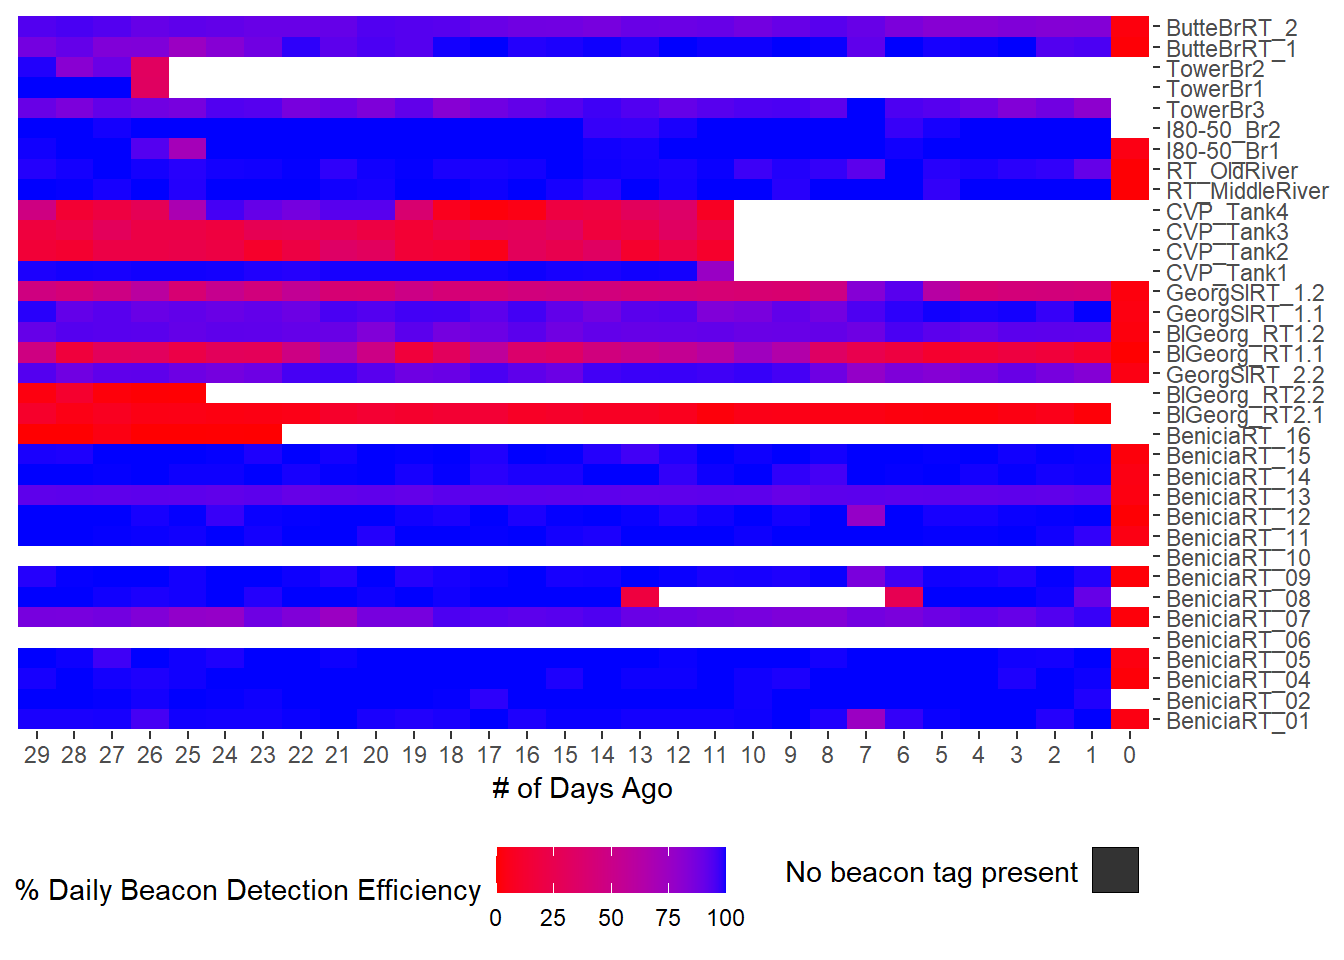 ButteBrRT_2
ButteBrRT_1
TowerBr2
TowerBr1
TowerBr3
I80-50_Br2
I80-50_Br1
RT_OldRiver
RT_MiddleRiver
CVP_Tank4
CVP_Tank3
CVP_Tank2
CVP_Tank1
GeorgSlRT_1.2
GeorgSlRT_1.1
BlGeorg_RT1.2
BlGeorg_RT1.1
GeorgSlRT_2.2
BlGeorg_RT2.2
BlGeorg_RT2.1
BeniciaRT_16
BeniciaRT_15
BeniciaRT_14
BeniciaRT_13
BeniciaRT_12
BeniciaRT_11
BeniciaRT_10
BeniciaRT_09
BeniciaRT_08
BeniciaRT_07
BeniciaRT_06
BeniciaRT_05
BeniciaRT_04
BeniciaRT_02
BeniciaRT_01
29 28 27 26 25 24 23 22 21 20 19 18 17 16 15 14 13 12 11 10 9 8 7 6 5 4 3 2 1 0
# of Days Ago
% Daily Beacon Detection Efficiency
0 25 50 75 100
No beacon tag present